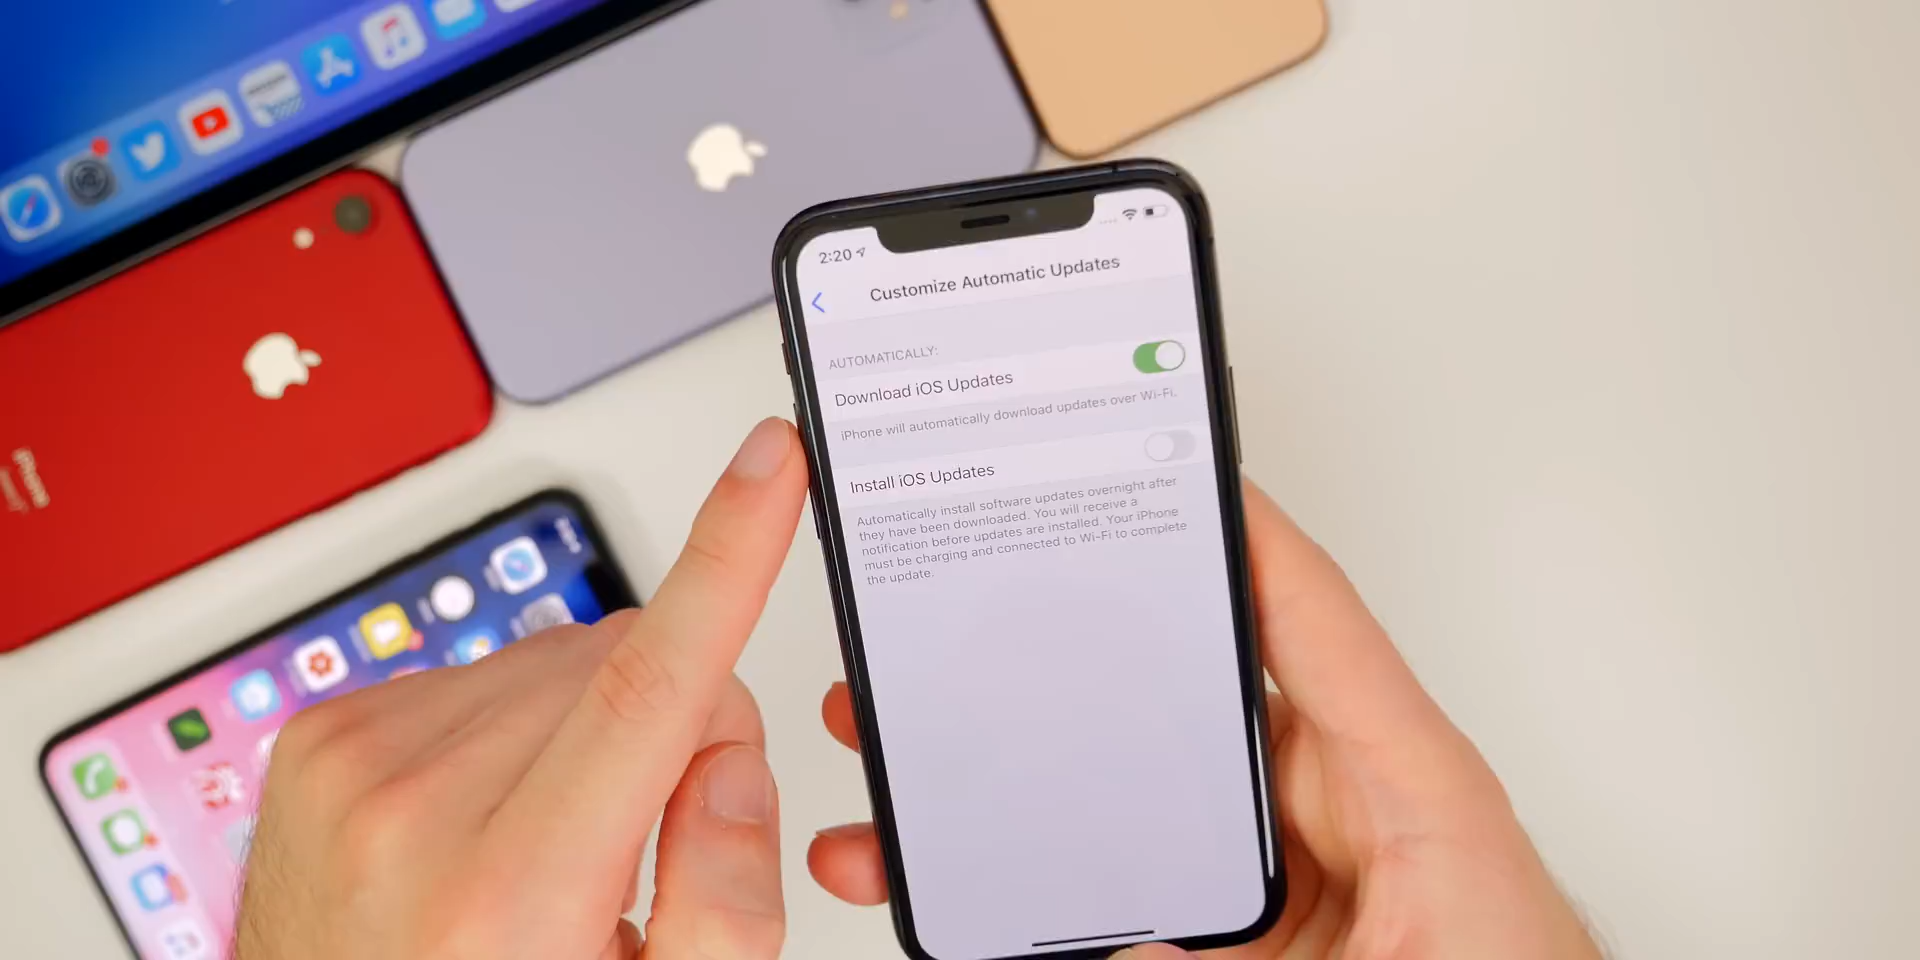 2:20
Customize Automatic Updates
AUTOMATICALLY:
Download iOS Updates
iPhone will automatically download updates over Wi-Fi.
Install iOS Updates
Automatically install software updates overnight after
they have been downloaded. You will receive a
notification before updates are installed. Your iPhone
must be charging and connected to Wi-Fi to complete
the update.
iPhone